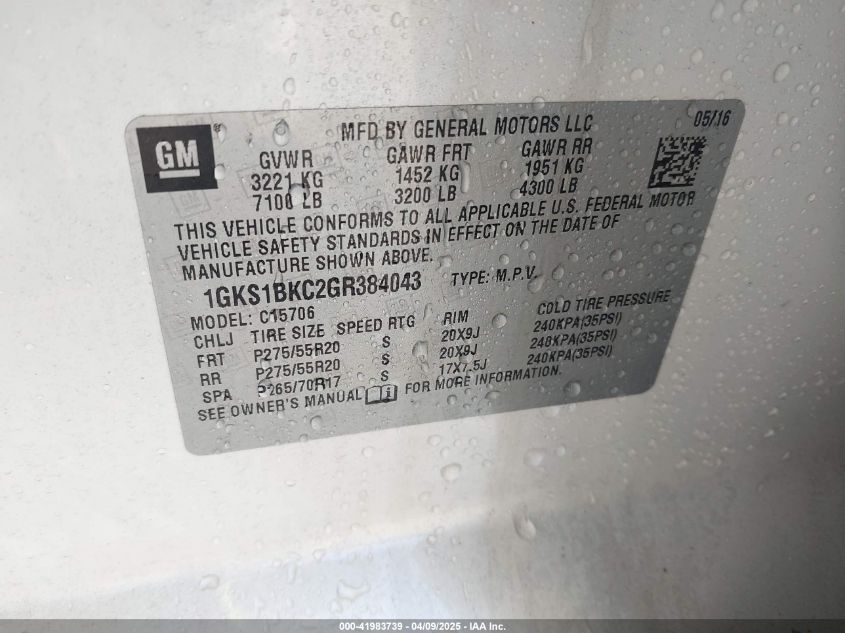 GM ® MFD BY GENERAL MOTORS LLC 05/16
GVWR GAWR FRT GAWR RR
3221 KG 1452 KG 1951 KG
7100 LB 3200 LB 4300 LB
THIS VEHICLE CONFORMS TO ALL APPLICABLE U.S. FEDERAL MOTOR
VEHICLE SAFETY STANDARDS IN EFFECT ON THE DATE OF
MANUFACTURE SHOWN ABOVE.
1GKS1BKC2GR384043 TYPE: M.P.V.
MODEL: C15706
CHLJ TIRE SIZE SPEED RTG RIM COLD TIRE PRESSURE
FRT P275/55R20 S 20X9J 240KPA(35PSI)
RR P275/55R20 S 20X9J 240KPA(35PSI)
SPA P265/70R17 S 17X7.5J 240KPA(35PSI)
SEE OWNER'S MANUAL FOR MORE INFORMATION.
000-41983739 / 04/09/2025 - IAA Inc.